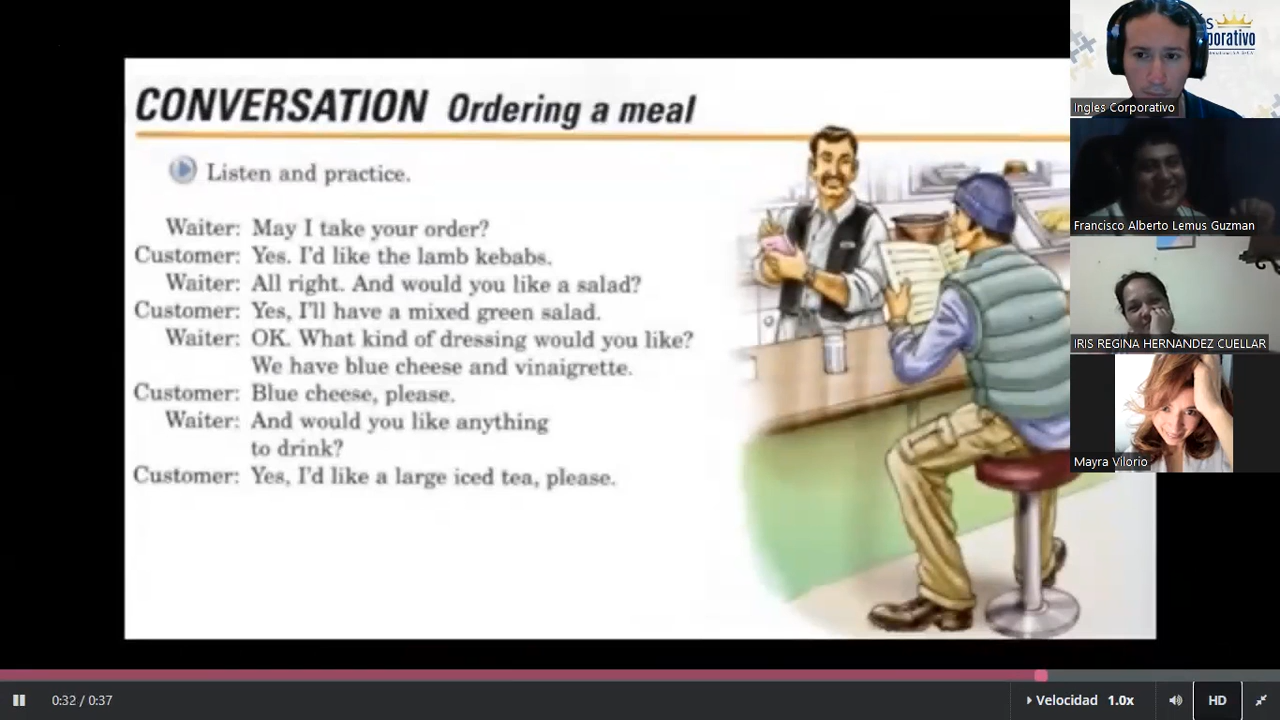 CONVERSATION Ordering a meal
Listen and practice.
Waiter: May I take your order?
Customer: Yes. I'd like the lamb kebabs.
Waiter: All right. And would you like a salad?
Customer: Yes, I'll have a mixed green salad.
Waiter: OK. What kind of dressing would you like?
We have blue cheese and vinaigrette.
Customer: Blue cheese, please.
Waiter: And would you like anything
to drink?
Customer: Yes, I'd like a large iced tea, please.
Ingles Corporativo
Francisco Alberto Lemus Guzman
IRIS REGINA HERNANDEZ CUELLAR
Mayra Vilorio
0:32 / 0:37
Velocidad 1.0x
HD